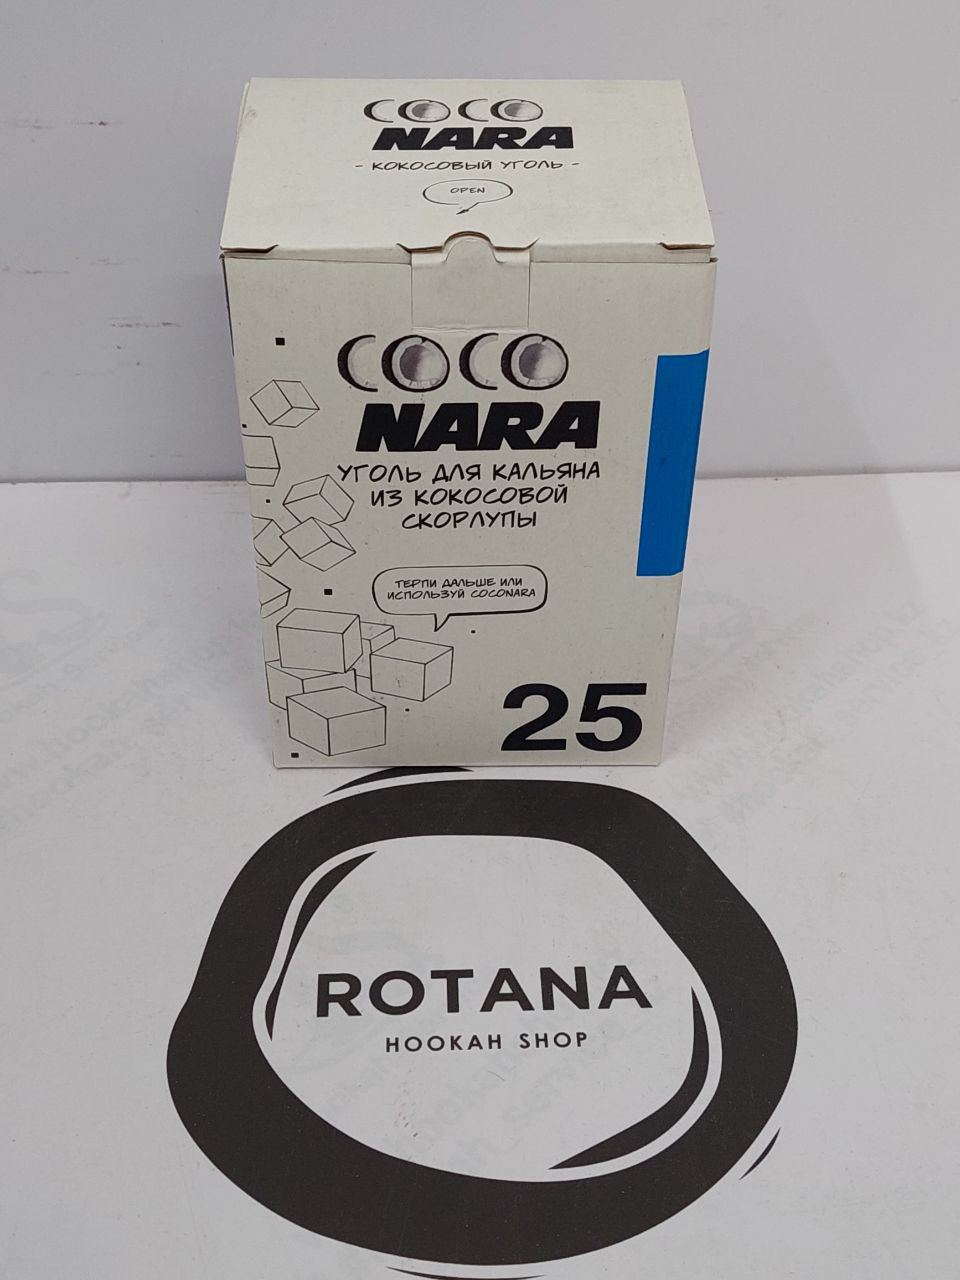 COCO
NARA
- КОКОСОВЫЙ УГОЛЬ -
OPEN
COCO
NARA
УГОЛЬ ДЛЯ КАЛЬЯНА
ИЗ КОКОСОВОЙ
СКОРЛУПЫ
ТЕРПИ ДАЛЬШЕ ИЛИ
ИСПОЛЬЗУЙ COCONARA
25
ROTANA
HOOKAH SHOP